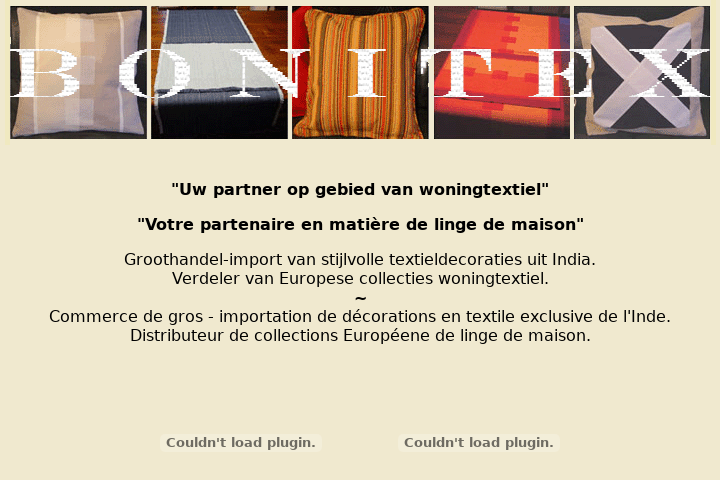 BONITEX
"Uw partner op gebied van woningtextiel"
"Votre partenaire en matière de linge de maison"
Groothandel-import van stijlvolle textieldecoraties uit India.
Verdeler van Europese collecties woningtextiel.
~
Commerce de gros - importation de décorations en textile exclusive de l'Inde.
Distributeur de collections Européene de linge de maison.
Couldn't load plugin. Couldn't load plugin.